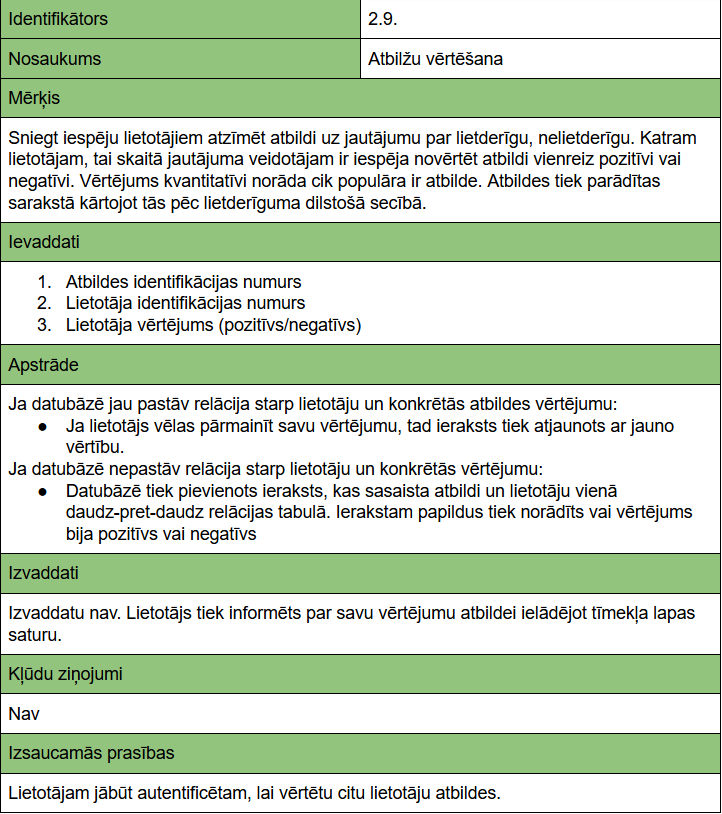 Identifikators 2.9.
Nosaukums Atbilžu vērtēšana
Mērķis
Sniegt iespēju lietotājiem atzīmēt atbildi uz jautājumu par lietderīgu, nelietderīgu. Katram
lietotājam, tai skaitā jautājuma veidotājam ir iespēja novērtēt atbildi vienreiz pozitīvi vai
negatīvi. Vērtējums kvantitatīvi norāda cik populāra ir atbilde. Atbildes tiek parādītas
sarakstā kārtojot tās pēc lietderīguma dilstošā secībā.
Ievaddati
1. Atbildes identifikācijas numurs
2. Lietotāja identifikācijas numurs
3. Lietotāja vērtējums (pozitīvs/negatīvs)
Apstrāde
Ja datubāzē jau pastāv relācija starp lietotāju un konkrētās atbildes vērtējumu:
● Ja lietotājs vēlas pārmainīt savu vērtējumu, tad ieraksts tiek atjaunots ar jauno
vērtību.
Ja datubāzē nepastāv relācija starp lietotāju un konkrētās vērtējumu:
● Datubāzē tiek pievienots ieraksts, kas sasaista atbildi un lietotāju vienā
daudz-pret-daudz relācijas tabulā. Ierakstam papildus tiek norādīts vai vērtējums
bija pozitīvs vai negatīvs
Izvaddati
Izvaddatu nav. Lietotājs tiek informēts par savu vērtējumu atbildei ielādējot tīmekļa lapas
saturu.
Kļūdu ziņojumi
Nav
Izsaucamās prasības
Lietotājam jābūt autentificētam, lai vērtētu citu lietotāju atbildes.